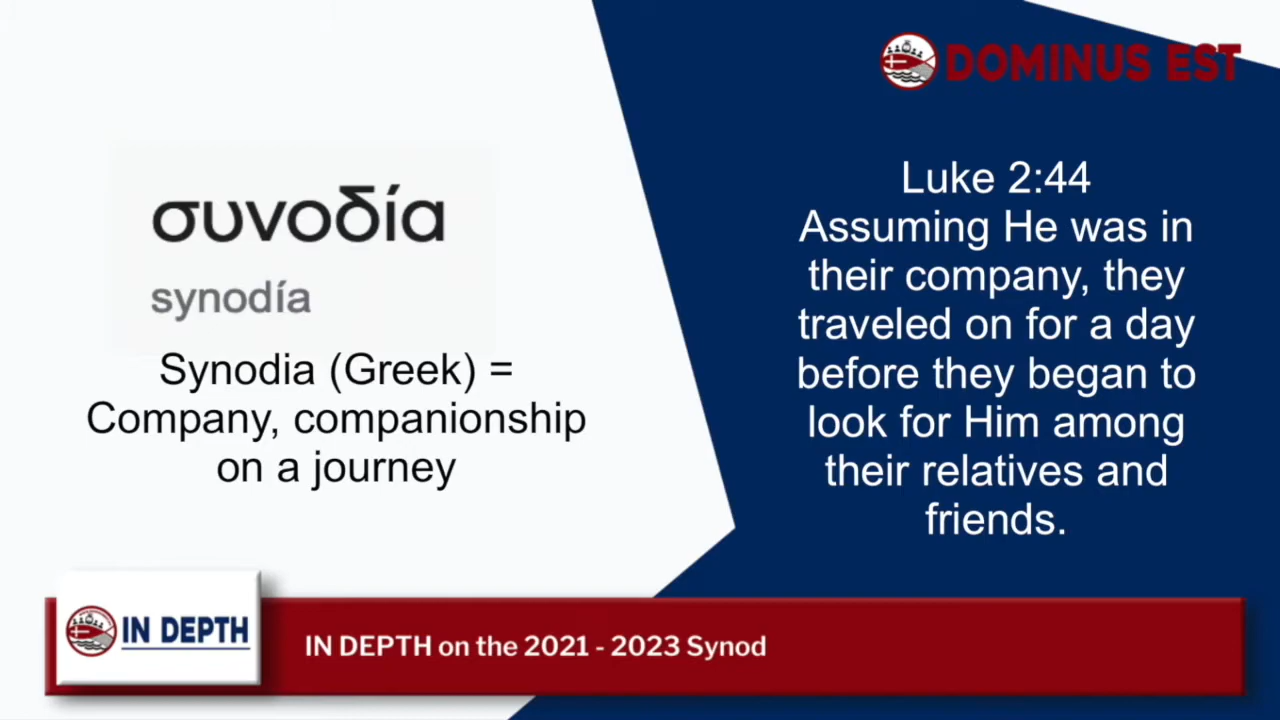 DOMINUS EST
συνοδία
synodía
Synodia (Greek) =
Company, companionship
on a journey
Luke 2:44
Assuming He was in
their company, they
traveled on for a day
before they began to
look for Him among
their relatives and
friends.
IN DEPTH
IN DEPTH on the 2021 - 2023 Synod